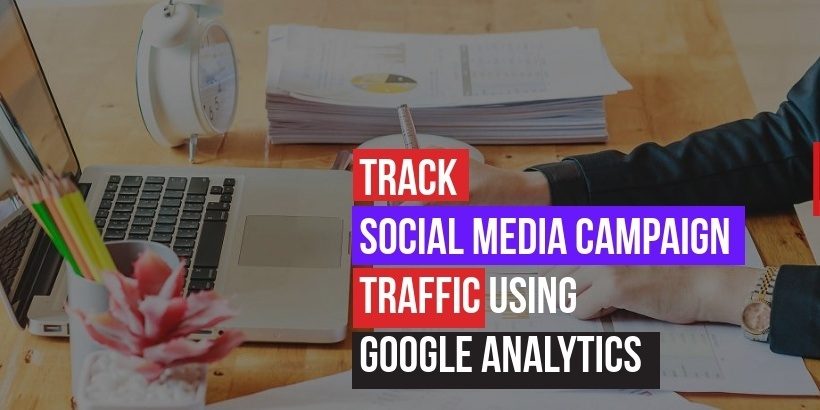 TRACK
SOCIAL MEDIA CAMPAIGN
TRAFFIC USING
GOOGLE ANALYTICS